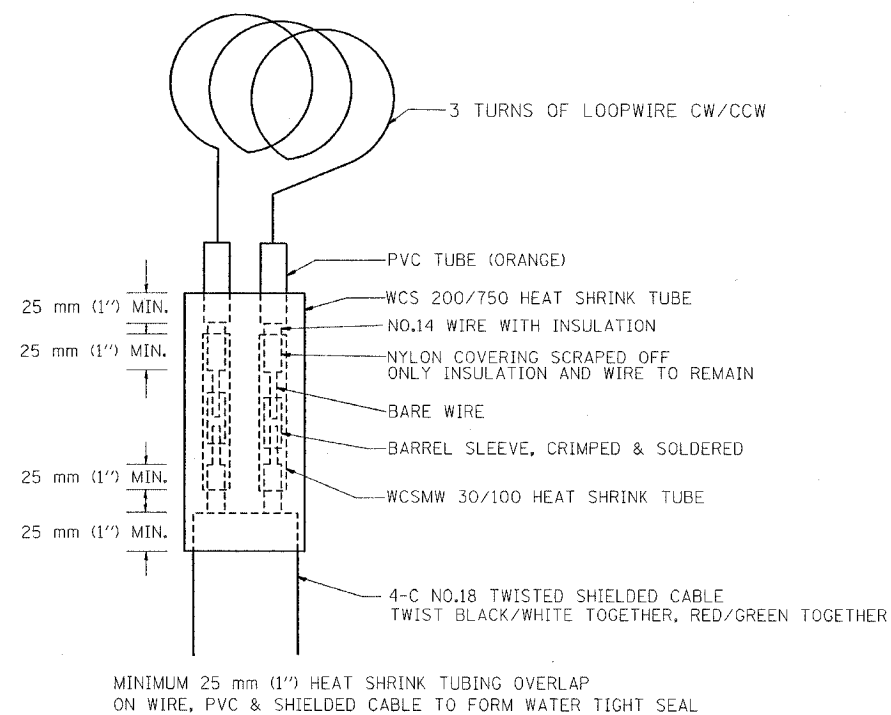 3 TURNS OF LOOPWIRE CW/CCW
PVC TUBE (ORANGE)
WCS 200/750 HEAT SHRINK TUBE
25 mm (1'') MIN.
NO.14 WIRE WITH INSULATION
25 mm (1'') MIN.
NYLON COVERING SCRAPED OFF
ONLY INSULATION AND WIRE TO REMAIN
BARE WIRE
BARREL SLEEVE, CRIMPED & SOLDERED
25 mm (1'') MIN.
WCSMW 30/100 HEAT SHRINK TUBE
25 mm (1'') MIN.
4-C NO.18 TWISTED SHIELDED CABLE
TWIST BLACK/WHITE TOGETHER, RED/GREEN TOGETHER
MINIMUM 25 mm (1'') HEAT SHRINK TUBING OVERLAP
ON WIRE, PVC & SHIELDED CABLE TO FORM WATER TIGHT SEAL